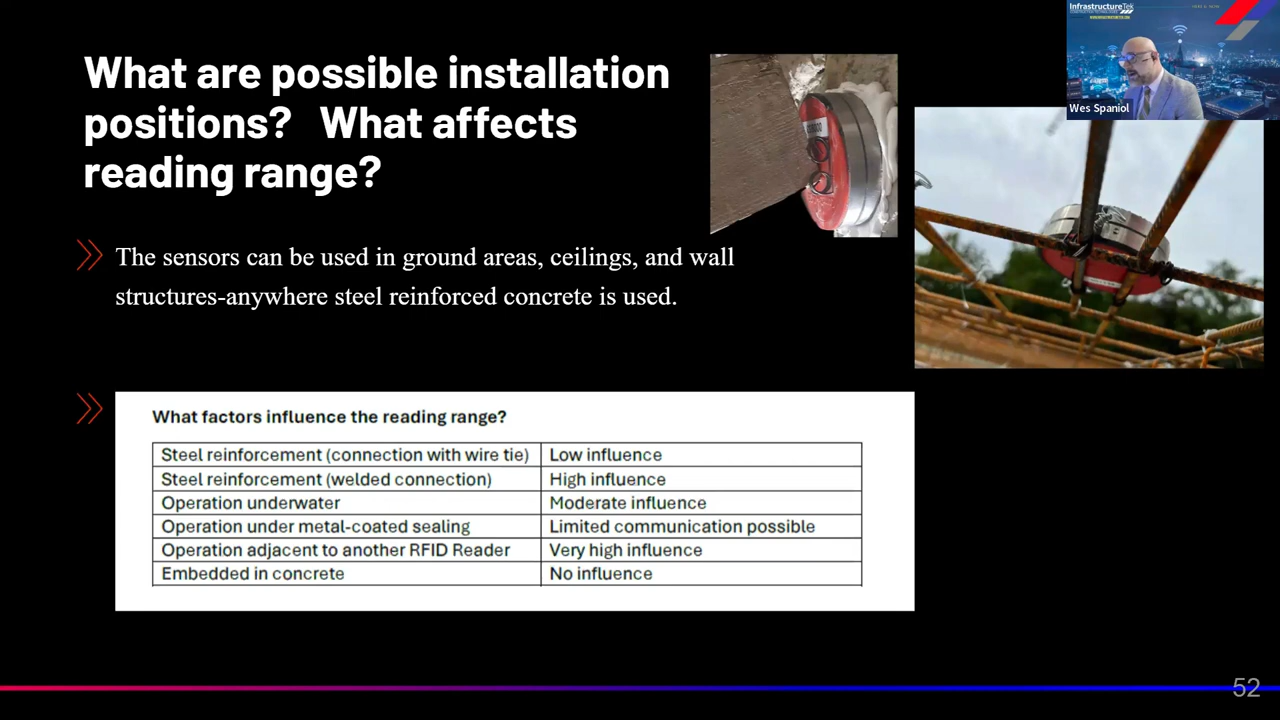 What are possible installation
positions? What affects
reading range?
The sensors can be used in ground areas, ceilings, and wall
structures-anywhere steel reinforced concrete is used.
What factors influence the reading range?
Steel reinforcement (connection with wire tie) Low influence
Steel reinforcement (welded connection) High influence
Operation underwater Moderate influence
Operation under metal-coated sealing Limited communication possible
Operation adjacent to another RFID Reader Very high influence
Embedded in concrete No influence
InfrastructureTek
Wes Spaniol
52